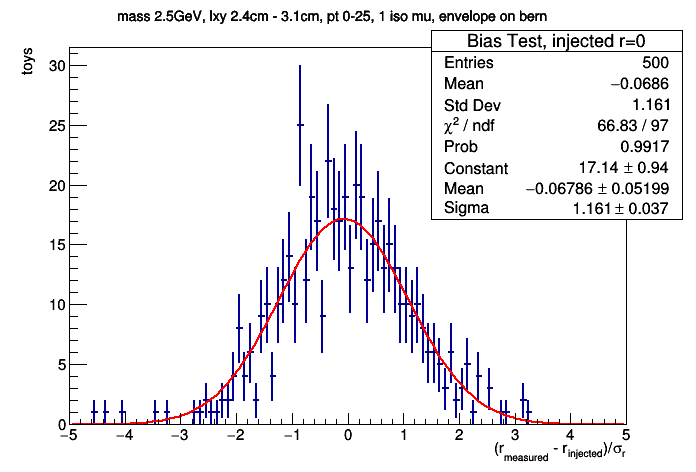 mass 2.5GeV, lxy 2.4cm - 3.1cm, pt 0-25, 1 iso mu, envelope on bern
Bias Test, injected r=0
Entries 500
Mean −0.0686
Std Dev 1.161
χ² / ndf 66.83 / 97
Prob 0.9917
Constant 17.14 ± 0.94
Mean −0.06786 ± 0.05199
Sigma 1.161 ± 0.037
toys
30
25
20
15
10
5
0
−5 −4 −3 −2 −1 0 1 2 3 4 5
(r_measured - r_injected)/σ_r